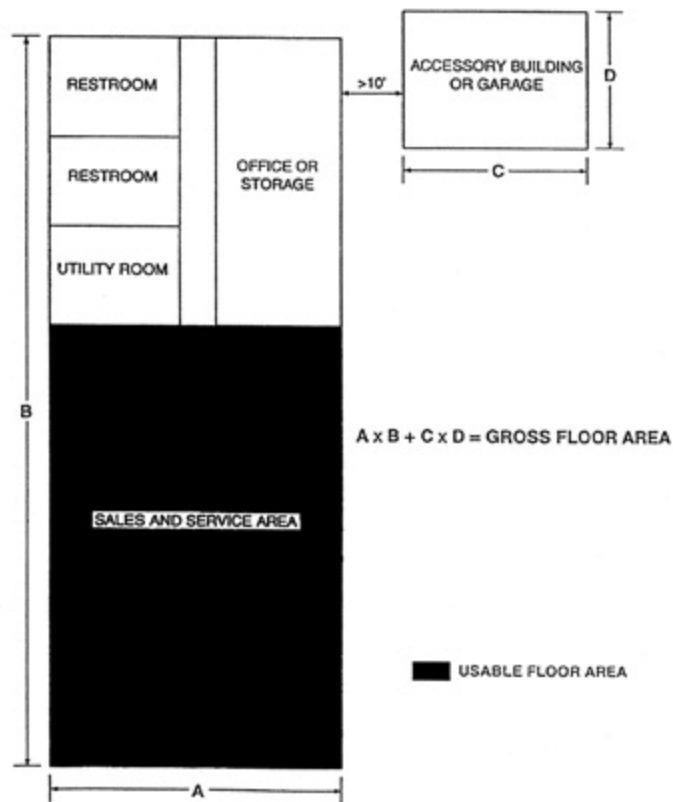 RESTROOM
RESTROOM
UTILITY ROOM
OFFICE OR
STORAGE
>10'
ACCESSORY BUILDING
OR GARAGE
D
C
B
A x B + C x D = GROSS FLOOR AREA
SALES AND SERVICE AREA
USABLE FLOOR AREA
A